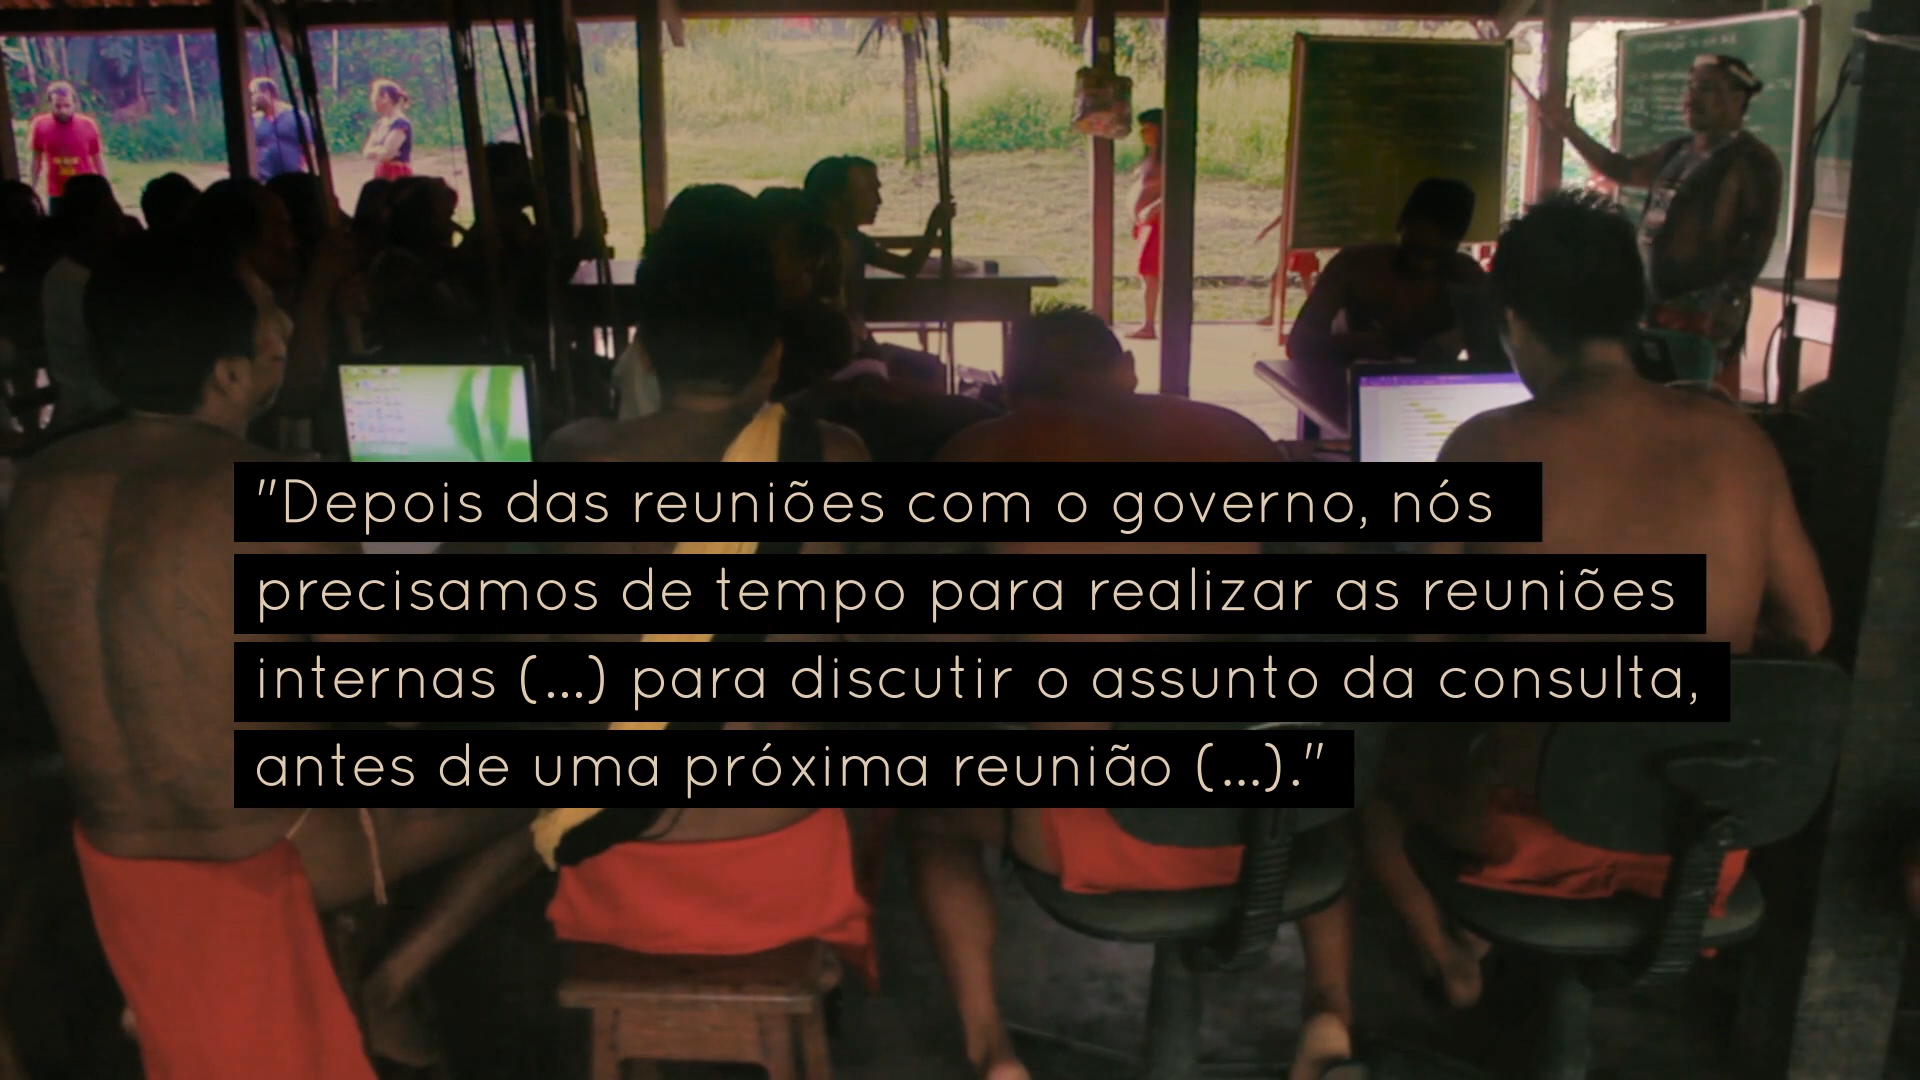 "Depois das reuniões com o governo, nós
precisamos de tempo para realizar as reuniões
internas (...) para discutir o assunto da consulta,
antes de uma próxima reunião (...)."